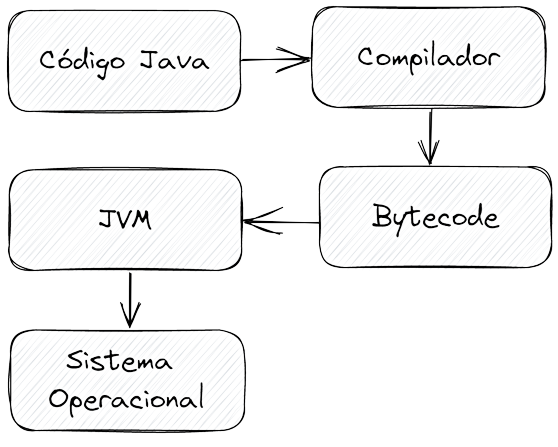 Código Java
Compilador
Bytecode
JVM
Sistema
Operacional